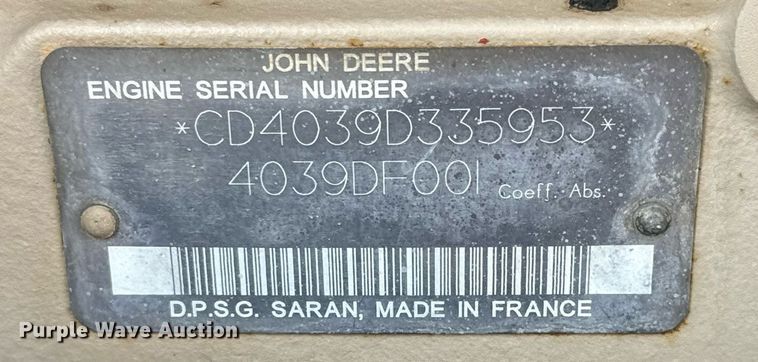 JOHN DEERE
ENGINE SERIAL NUMBER
*CD4039D335953*
4039DF001 Coeff. Abs.
D.P.S.G. SARAN, MADE IN FRANCE
Purple Wave Auction